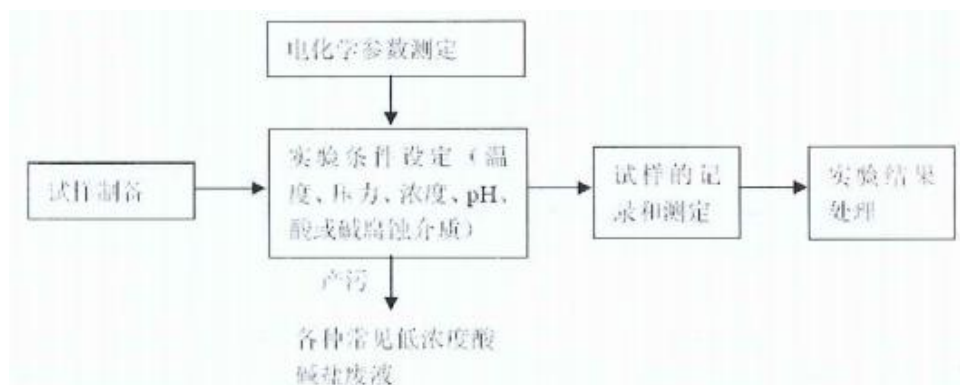 电化学参数测定
实验条件设定（温
度、压力、浓度、pH、
酸或碱腐蚀介质）
试样制备
试样的记
录和测定
实验结果
处理
产污
各种常见低浓度酸
碱盐废液